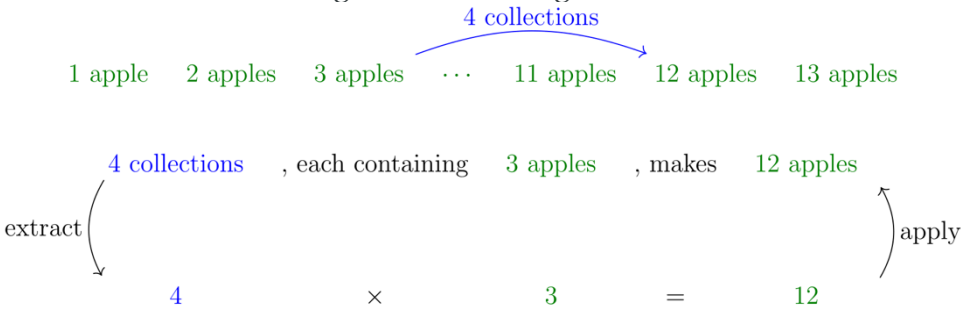 4 collections
1 apple 2 apples 3 apples ⋯ 11 apples 12 apples 13 apples
4 collections , each containing 3 apples , makes 12 apples
extract apply
4 × 3 = 12